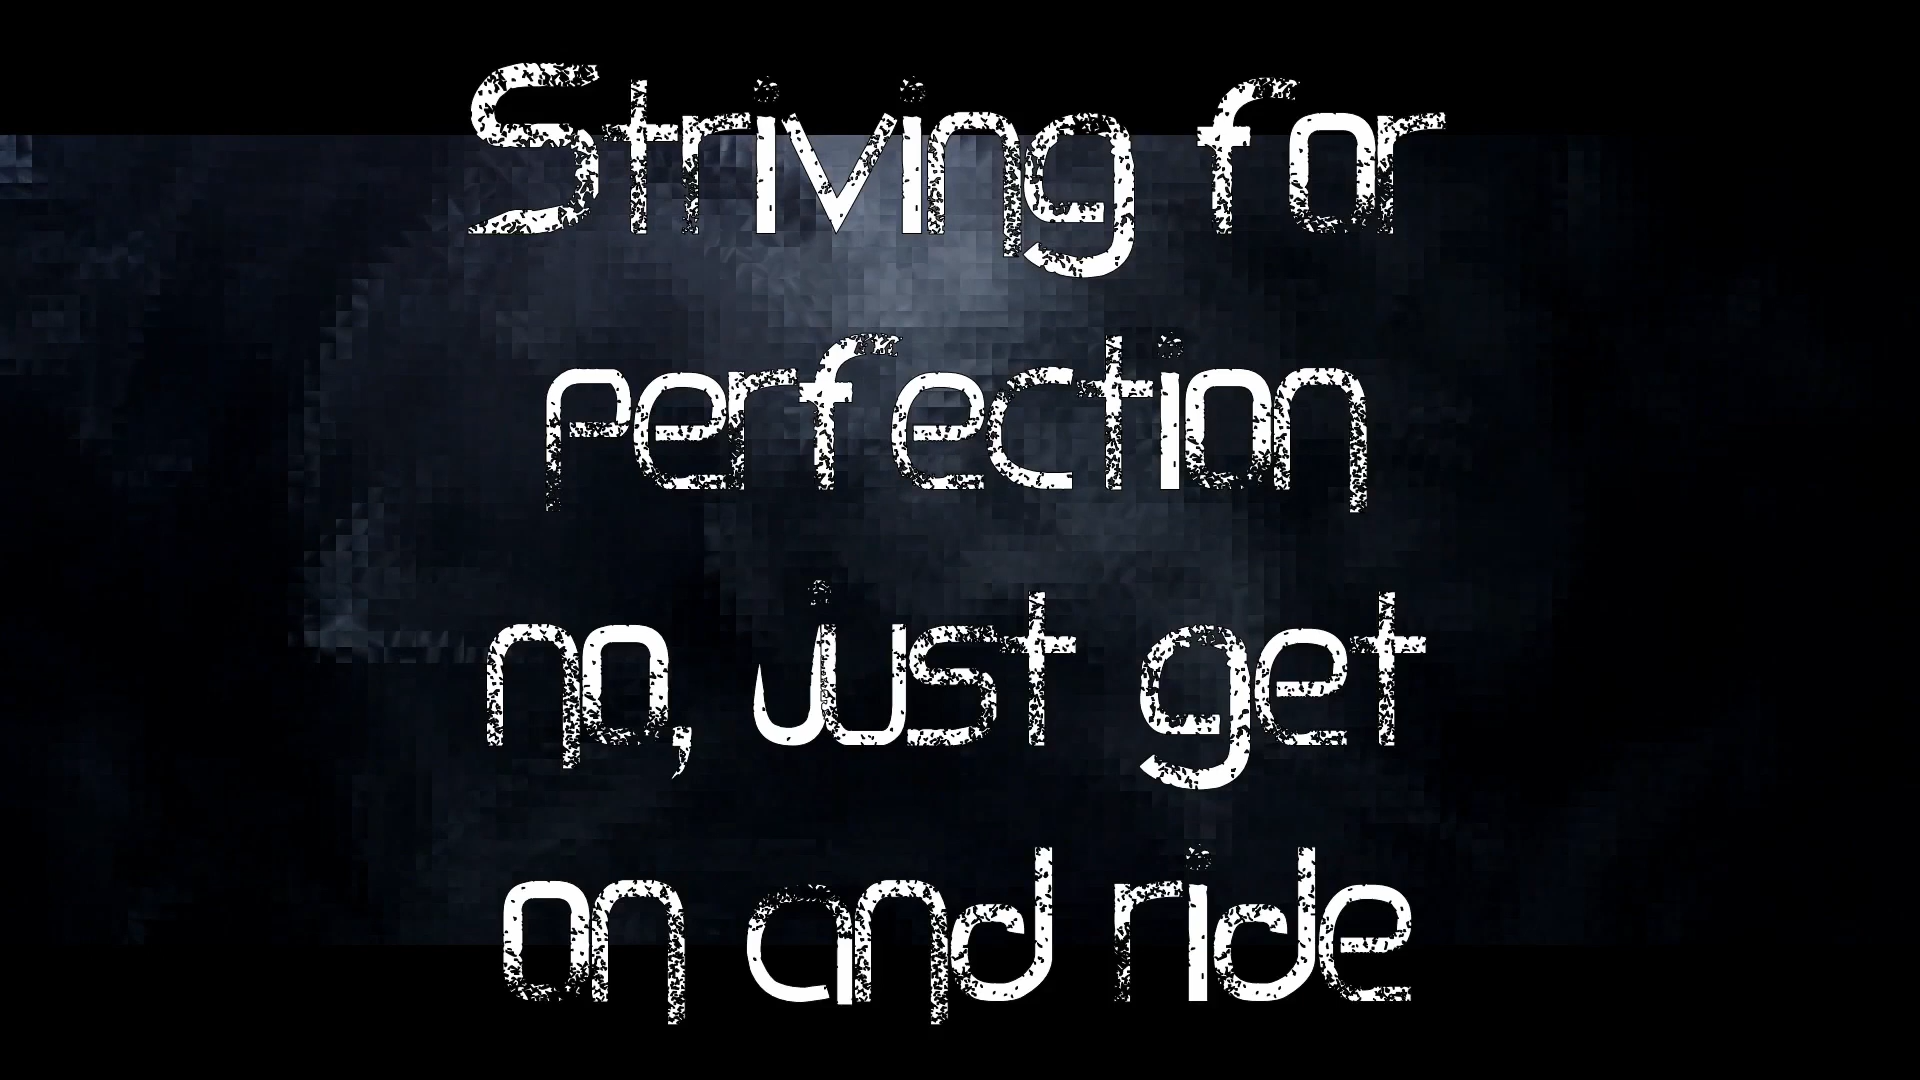 Striving for
perfection
no, just get
on and ride